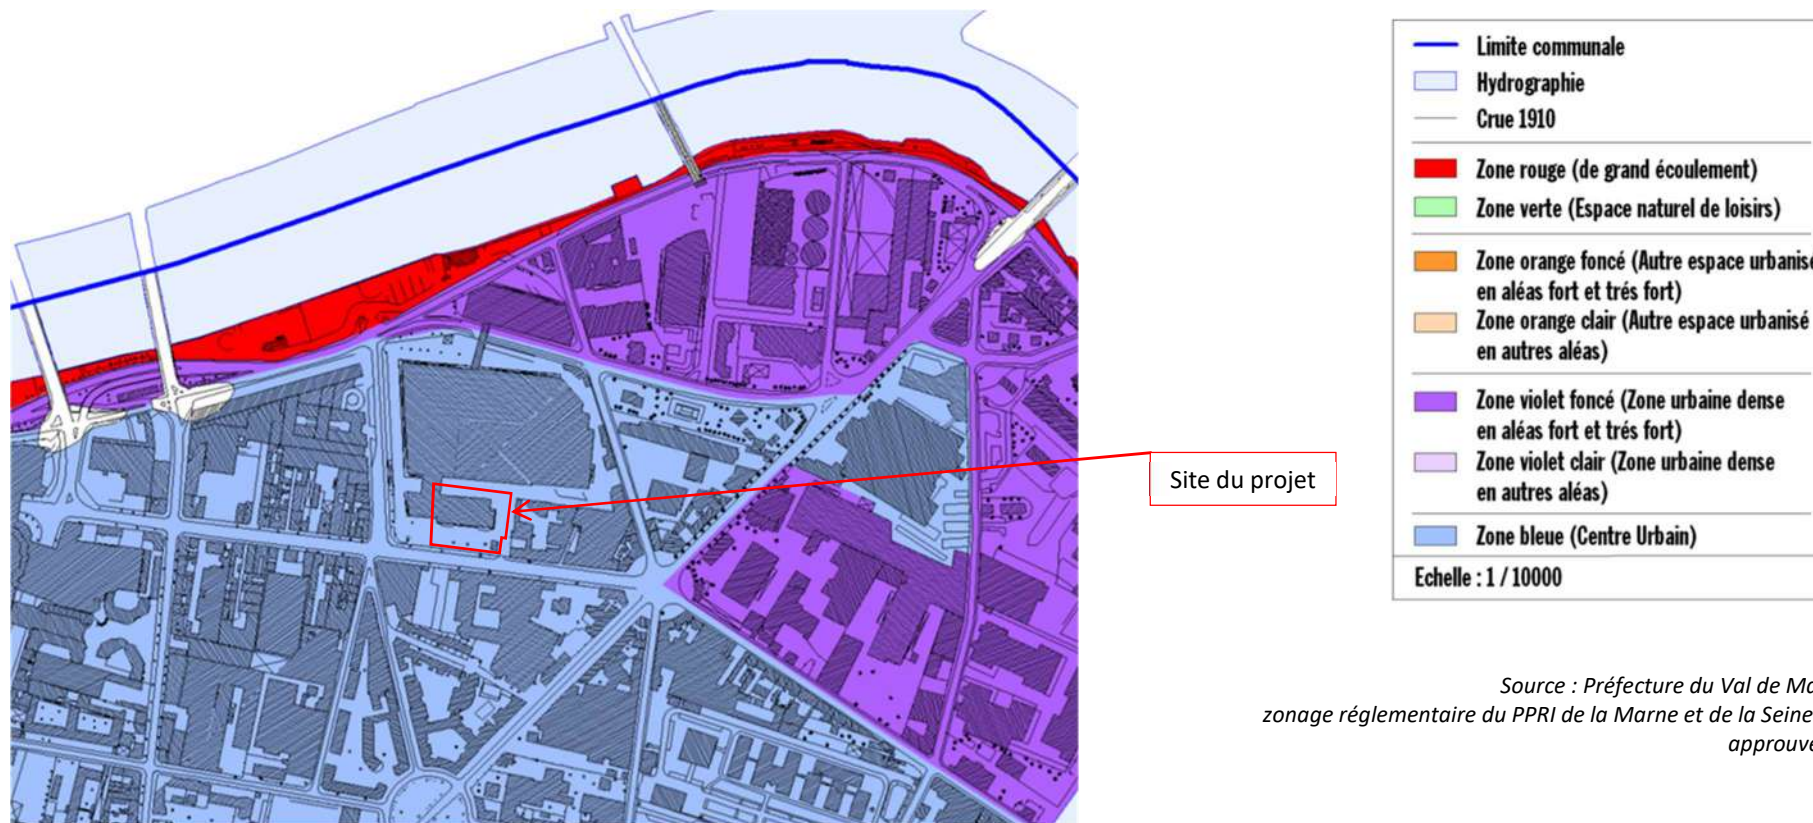 Limite communale
Hydrographie
Crue 1910
Zone rouge (de grand écoulement)
Zone verte (Espace naturel de loisirs)
Zone orange foncé (Autre espace urbanisé
en aléas fort et trés fort)
Zone orange clair (Autre espace urbanisé
en autres aléas)
Zone violet foncé (Zone urbaine dense
en aléas fort et trés fort)
Zone violet clair (Zone urbaine dense
en autres aléas)
Zone bleue (Centre Urbain)
Echelle : 1 / 10000
Site du projet
Source : Préfecture du Val de Ma
zonage réglementaire du PPRI de la Marne et de la Seine
approuvé